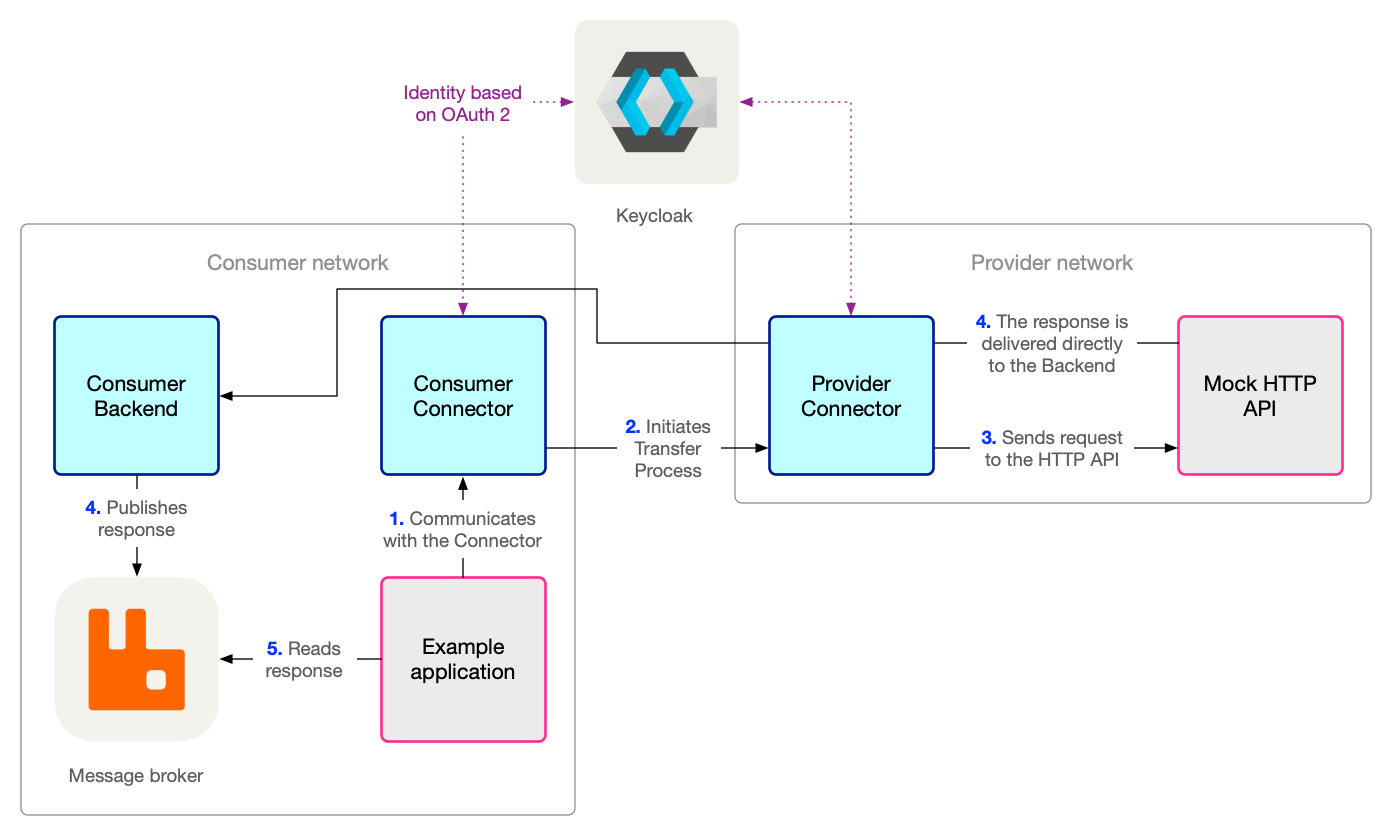 Identity based
on OAuth 2
Keycloak
Consumer network
Provider network
Consumer
Backend
Consumer
Connector
Provider
Connector
4. The response is
delivered directly
to the Backend
Mock HTTP
API
2. Initiates
Transfer
Process
3. Sends request
to the HTTP API
4. Publishes
response
1. Communicates
with the Connector
5. Reads
response
Example
application
Message broker